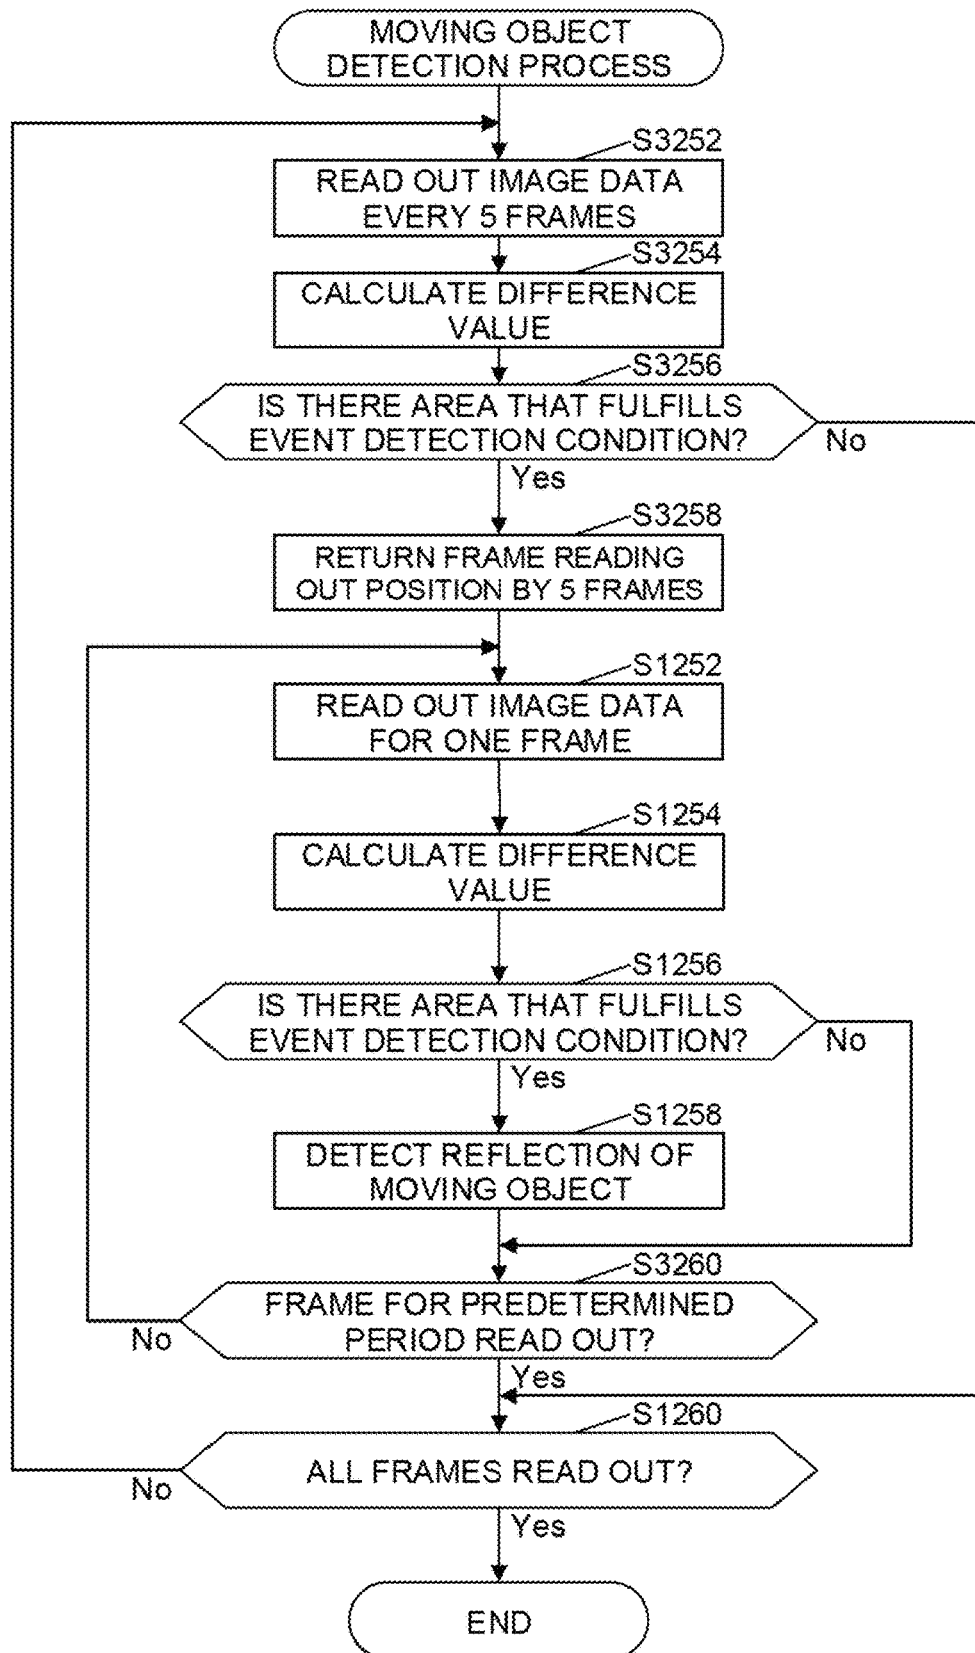 MOVING OBJECT
DETECTION PROCESS
S3252
READ OUT IMAGE DATA
EVERY 5 FRAMES
S3254
CALCULATE DIFFERENCE
VALUE
S3256
IS THERE AREA THAT FULFILLS
EVENT DETECTION CONDITION?
No
Yes
S3258
RETURN FRAME READING
OUT POSITION BY 5 FRAMES
S1252
READ OUT IMAGE DATA
FOR ONE FRAME
S1254
CALCULATE DIFFERENCE
VALUE
S1256
IS THERE AREA THAT FULFILLS
EVENT DETECTION CONDITION?
No
Yes
S1258
DETECT REFLECTION OF
MOVING OBJECT
S3260
FRAME FOR PREDETERMINED
PERIOD READ OUT?
No
Yes
S1260
ALL FRAMES READ OUT?
No
Yes
END